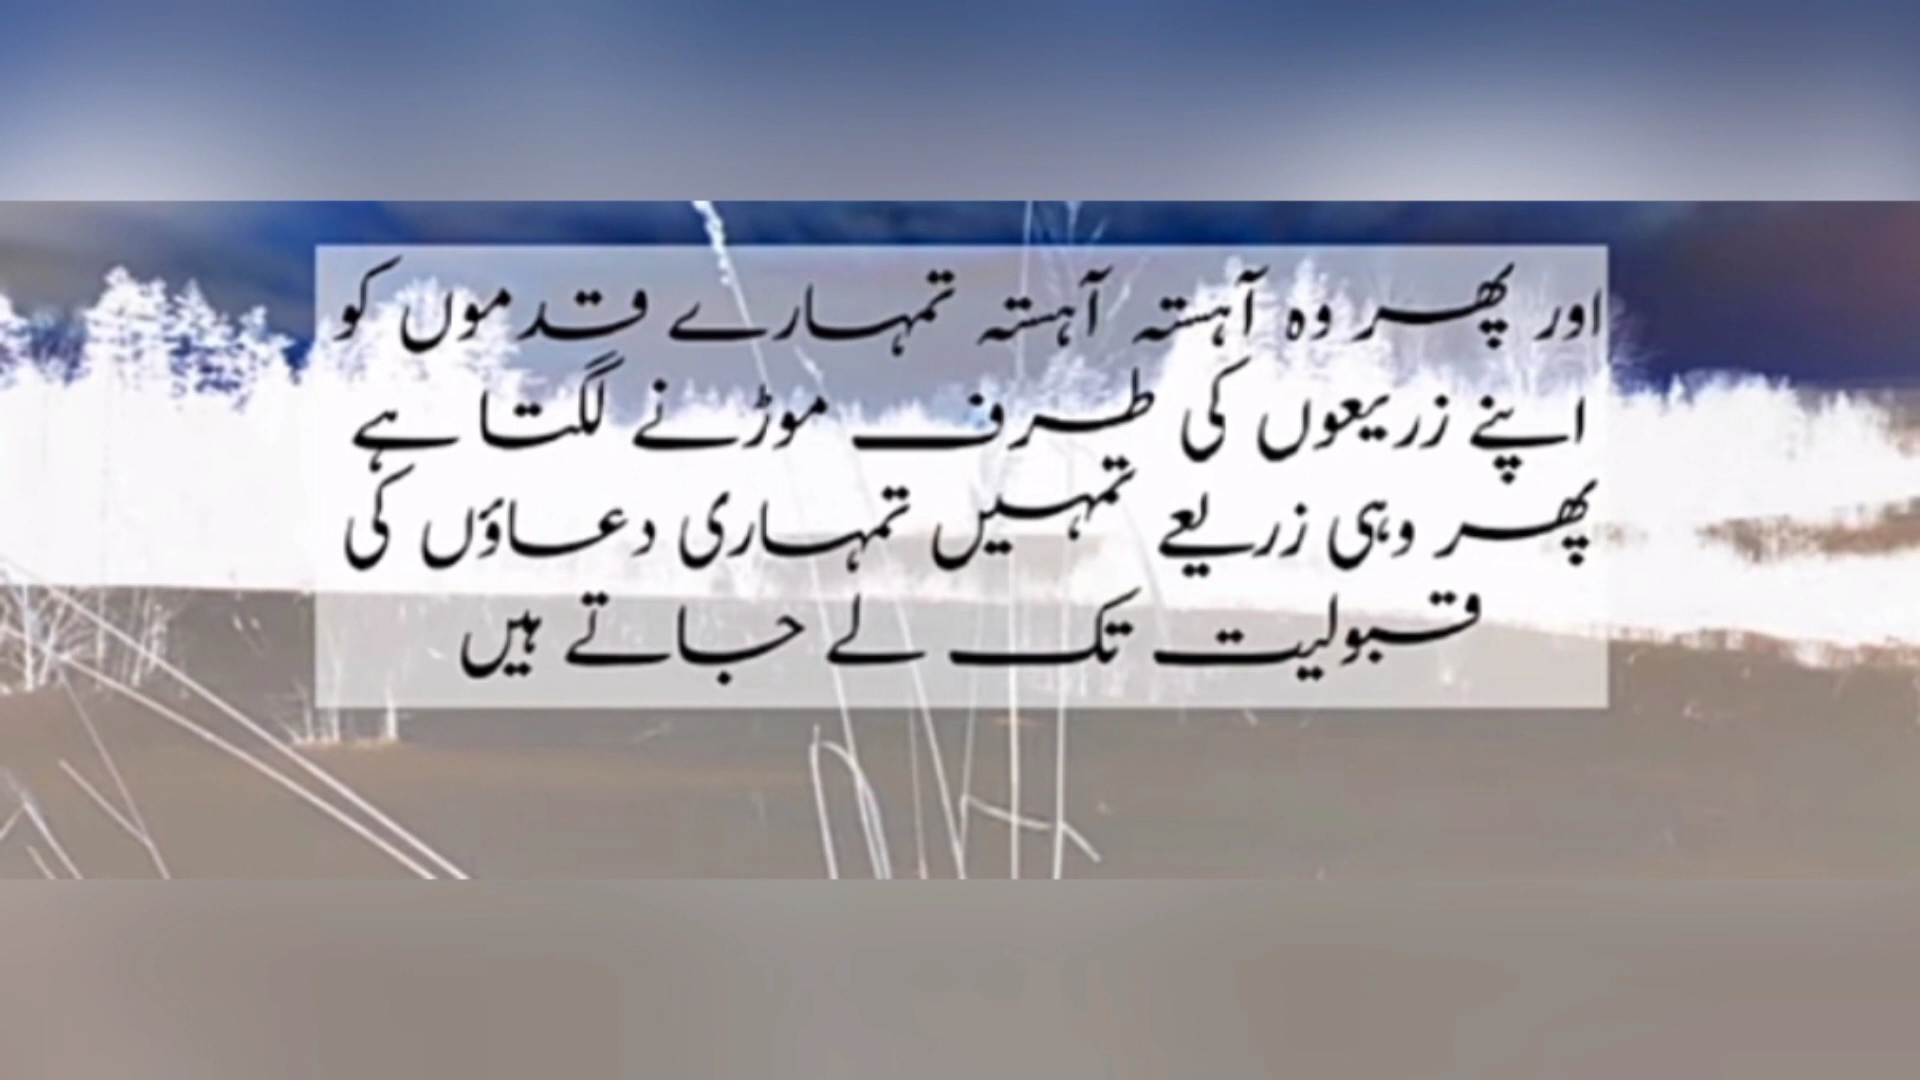 اور پھر وہ آہستہ آہستہ تمہارے قدموں کو
اپنے زریعوں کی طرف موڑنے لگتا ہے
پھر وہی زریعے تمہیں تمہاری دعاؤں کی
قبولیت تک لے جاتے ہیں